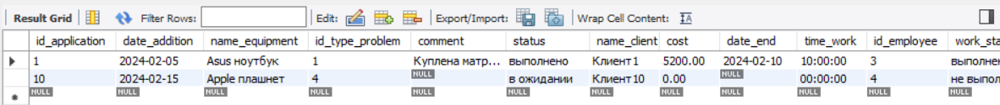 Result Grid Filter Rows: Edit: Export/Import: Wrap Cell Content: IA
id_application date_addition name_equipment id_type_problem comment status name_client cost date_end time_work id_employee work_sta
1 2024-02-05 Asus ноутбук 1 Куплена матр... выполнено Клиент1 5200.00 2024-02-10 10:00:00 3 выполнен
10 2024-02-15 Apple плашнет 4 NULL в ожидании Клиент10 0.00 NULL 00:00:00 4 не выпол
NULL NULL NULL NULL NULL NULL NULL NULL NULL NULL NULL NULL